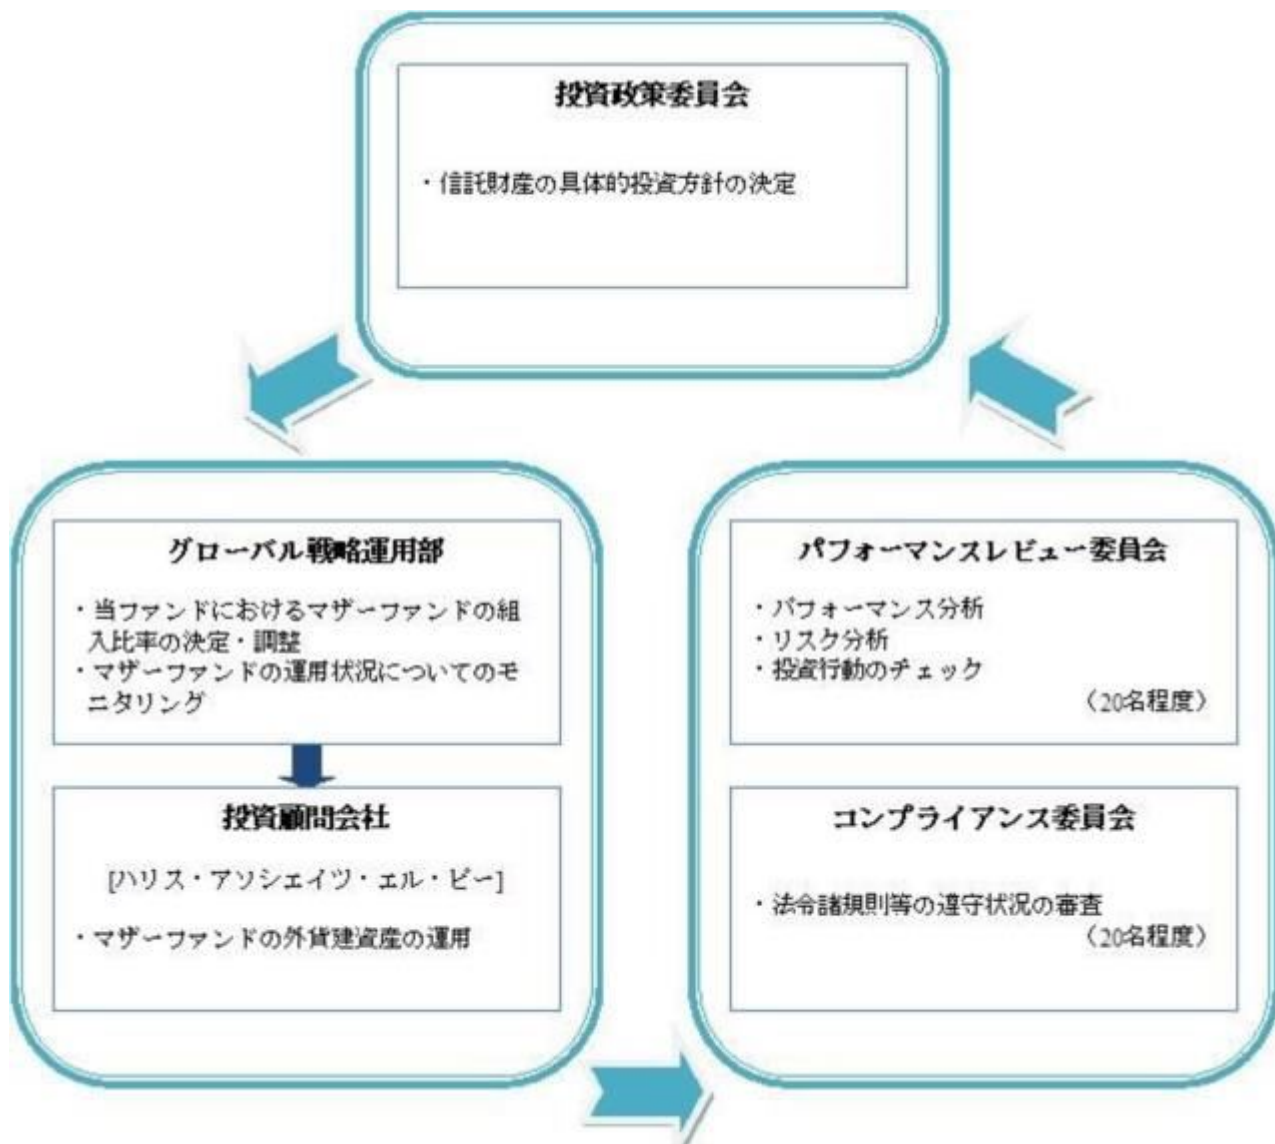 投資政策委員会
・信託財産の具体的投資方針の決定
グローバル戦略運用部
・当ファンドにおけるマザーファンドの組
入比率の決定・調整
・マザーファンドの運用状況についてのモ
ニタリング
投資顧問会社
[ハリス・アソシエイツ・エル・ピー]
・マザーファンドの外貨建資産の運用
パフォーマンスレビュー委員会
・パフォーマンス分析
・リスク分析
・投資行動のチェック
（20名程度）
コンプライアンス委員会
・法令諸規則等の遵守状況の審査
（20名程度）